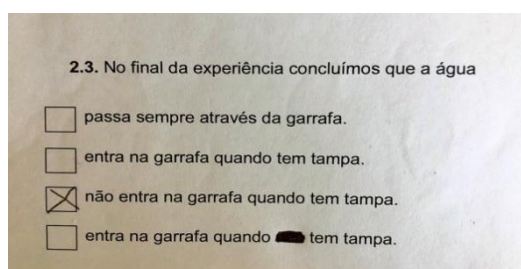 2.3. No final da experiência concluímos que a água
passa sempre através da garrafa.
entra na garrafa quando tem tampa.
não entra na garrafa quando tem tampa.
entra na garrafa quando tem tampa.